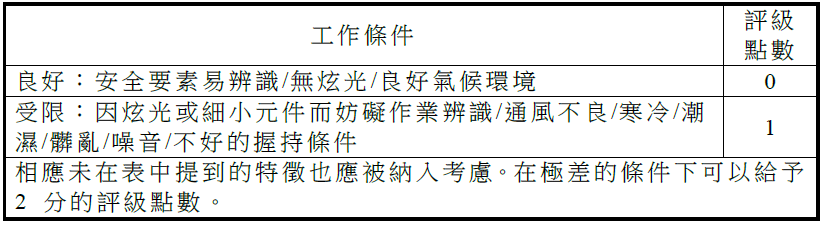 工作條件
評級
點數
良好：安全要素易辨識/無炫光/良好氣候環境
0
受限：因炫光或細小元件而妨礙作業辨識/通風不良/寒冷/潮
濕/髒亂/噪音/不好的握持條件
1
相應未在表中提到的特徵也應被納入考慮。在極差的條件下可以給予
2 分的評級點數。